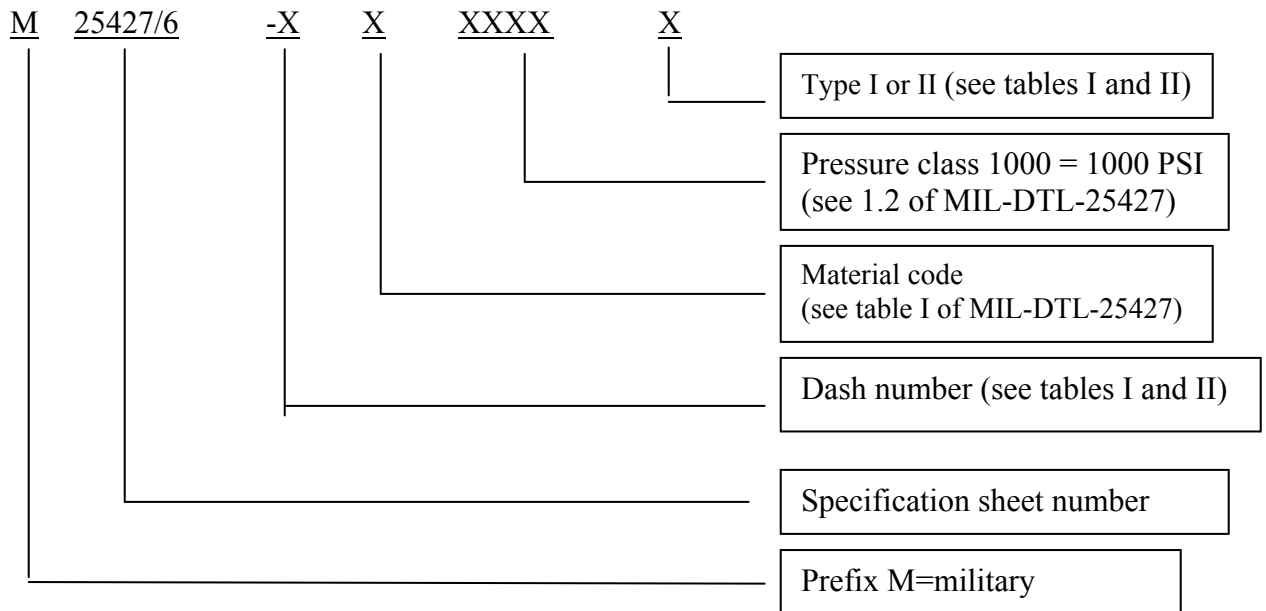 M 25427/6 -X X XXXX X
Type I or II (see tables I and II)
Pressure class 1000 = 1000 PSI
(see 1.2 of MIL-DTL-25427)
Material code
(see table I of MIL-DTL-25427)
Dash number (see tables I and II)
Specification sheet number
Prefix M=military